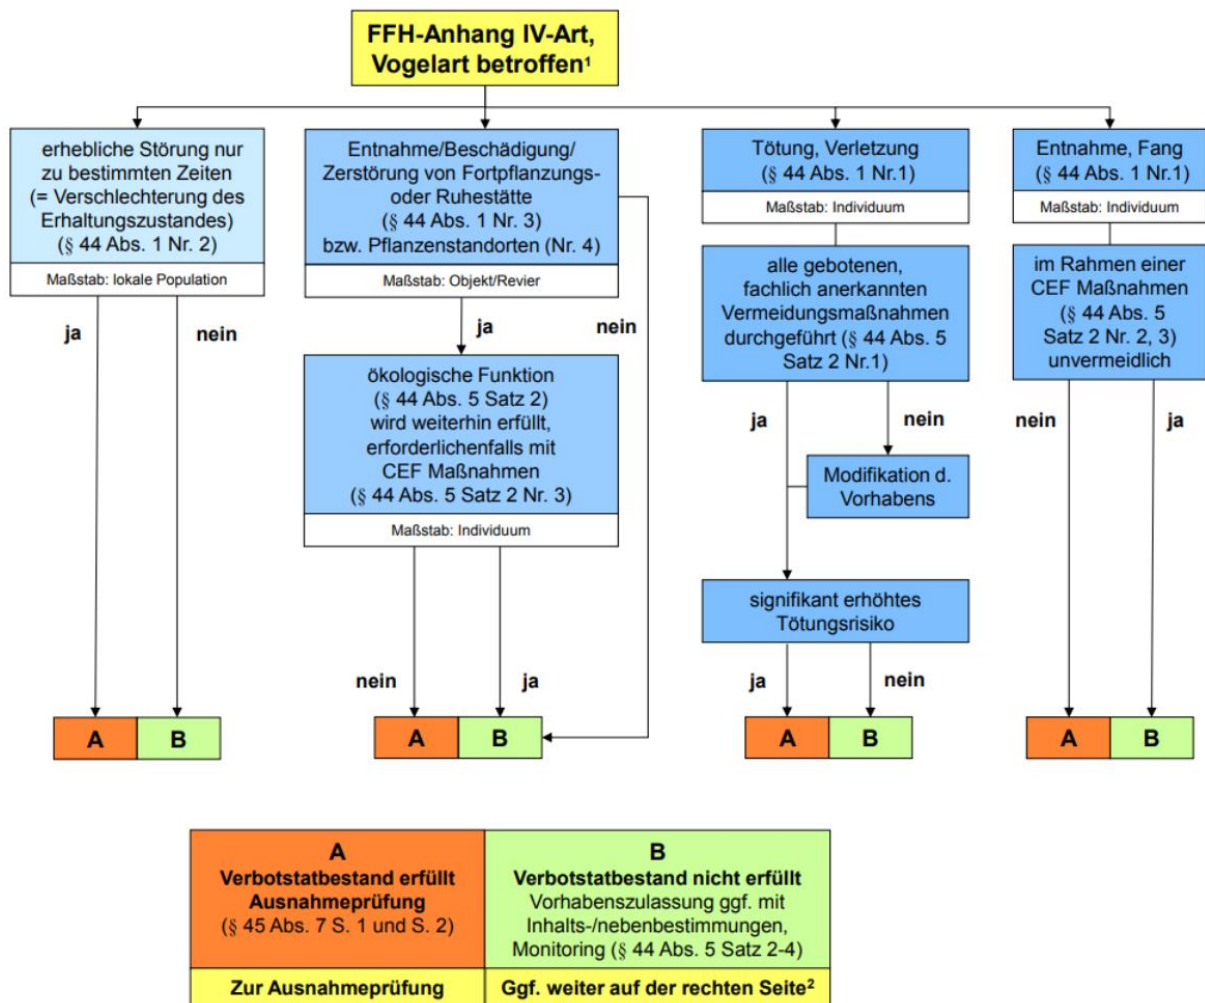 FFH-Anhang IV-Art,
Vogelart betroffen¹
erhebliche Störung nur
zu bestimmten Zeiten
(= Verschlechterung des
Erhaltungszustandes)
(§ 44 Abs. 1 Nr. 2)
Maßstab: lokale Population
ja
nein
A
B
Entnahme/Beschädigung/
Zerstörung von Fortpflanzungs-
oder Ruhestätte
(§ 44 Abs. 1 Nr. 3)
bzw. Pflanzenstandorten (Nr. 4)
Maßstab: Objekt/Revier
ja
nein
ökologische Funktion
(§ 44 Abs. 5 Satz 2)
wird weiterhin erfüllt,
erforderlichenfalls mit
CEF Maßnahmen
(§ 44 Abs. 5 Satz 2 Nr. 3)
Maßstab: Individuum
nein
ja
A
B
Tötung, Verletzung
(§ 44 Abs. 1 Nr.1)
Maßstab: Individuum
alle gebotenen,
fachlich anerkannten
Vermeidungsmaßnahmen
durchgeführt (§ 44 Abs. 5
Satz 2 Nr.1)
ja
nein
Modifikation d.
Vorhabens
signifikant erhöhtes
Tötungsrisiko
ja
nein
A
B
Entnahme, Fang
(§ 44 Abs. 1 Nr.1)
Maßstab: Individuum
im Rahmen einer
CEF Maßnahmen
(§ 44 Abs. 5
Satz 2 Nr. 2, 3)
unvermeidlich
nein
ja
A
B
A
Verbotstatbestand erfüllt
Ausnahmeprüfung
(§ 45 Abs. 7 S. 1 und S. 2)
Zur Ausnahmeprüfung
B
Verbotstatbestand nicht erfüllt
Vorhabenszulassung ggf. mit
Inhalts-/nebenbestimmungen,
Monitoring (§ 44 Abs. 5 Satz 2-4)
Ggf. weiter auf der rechten Seite²